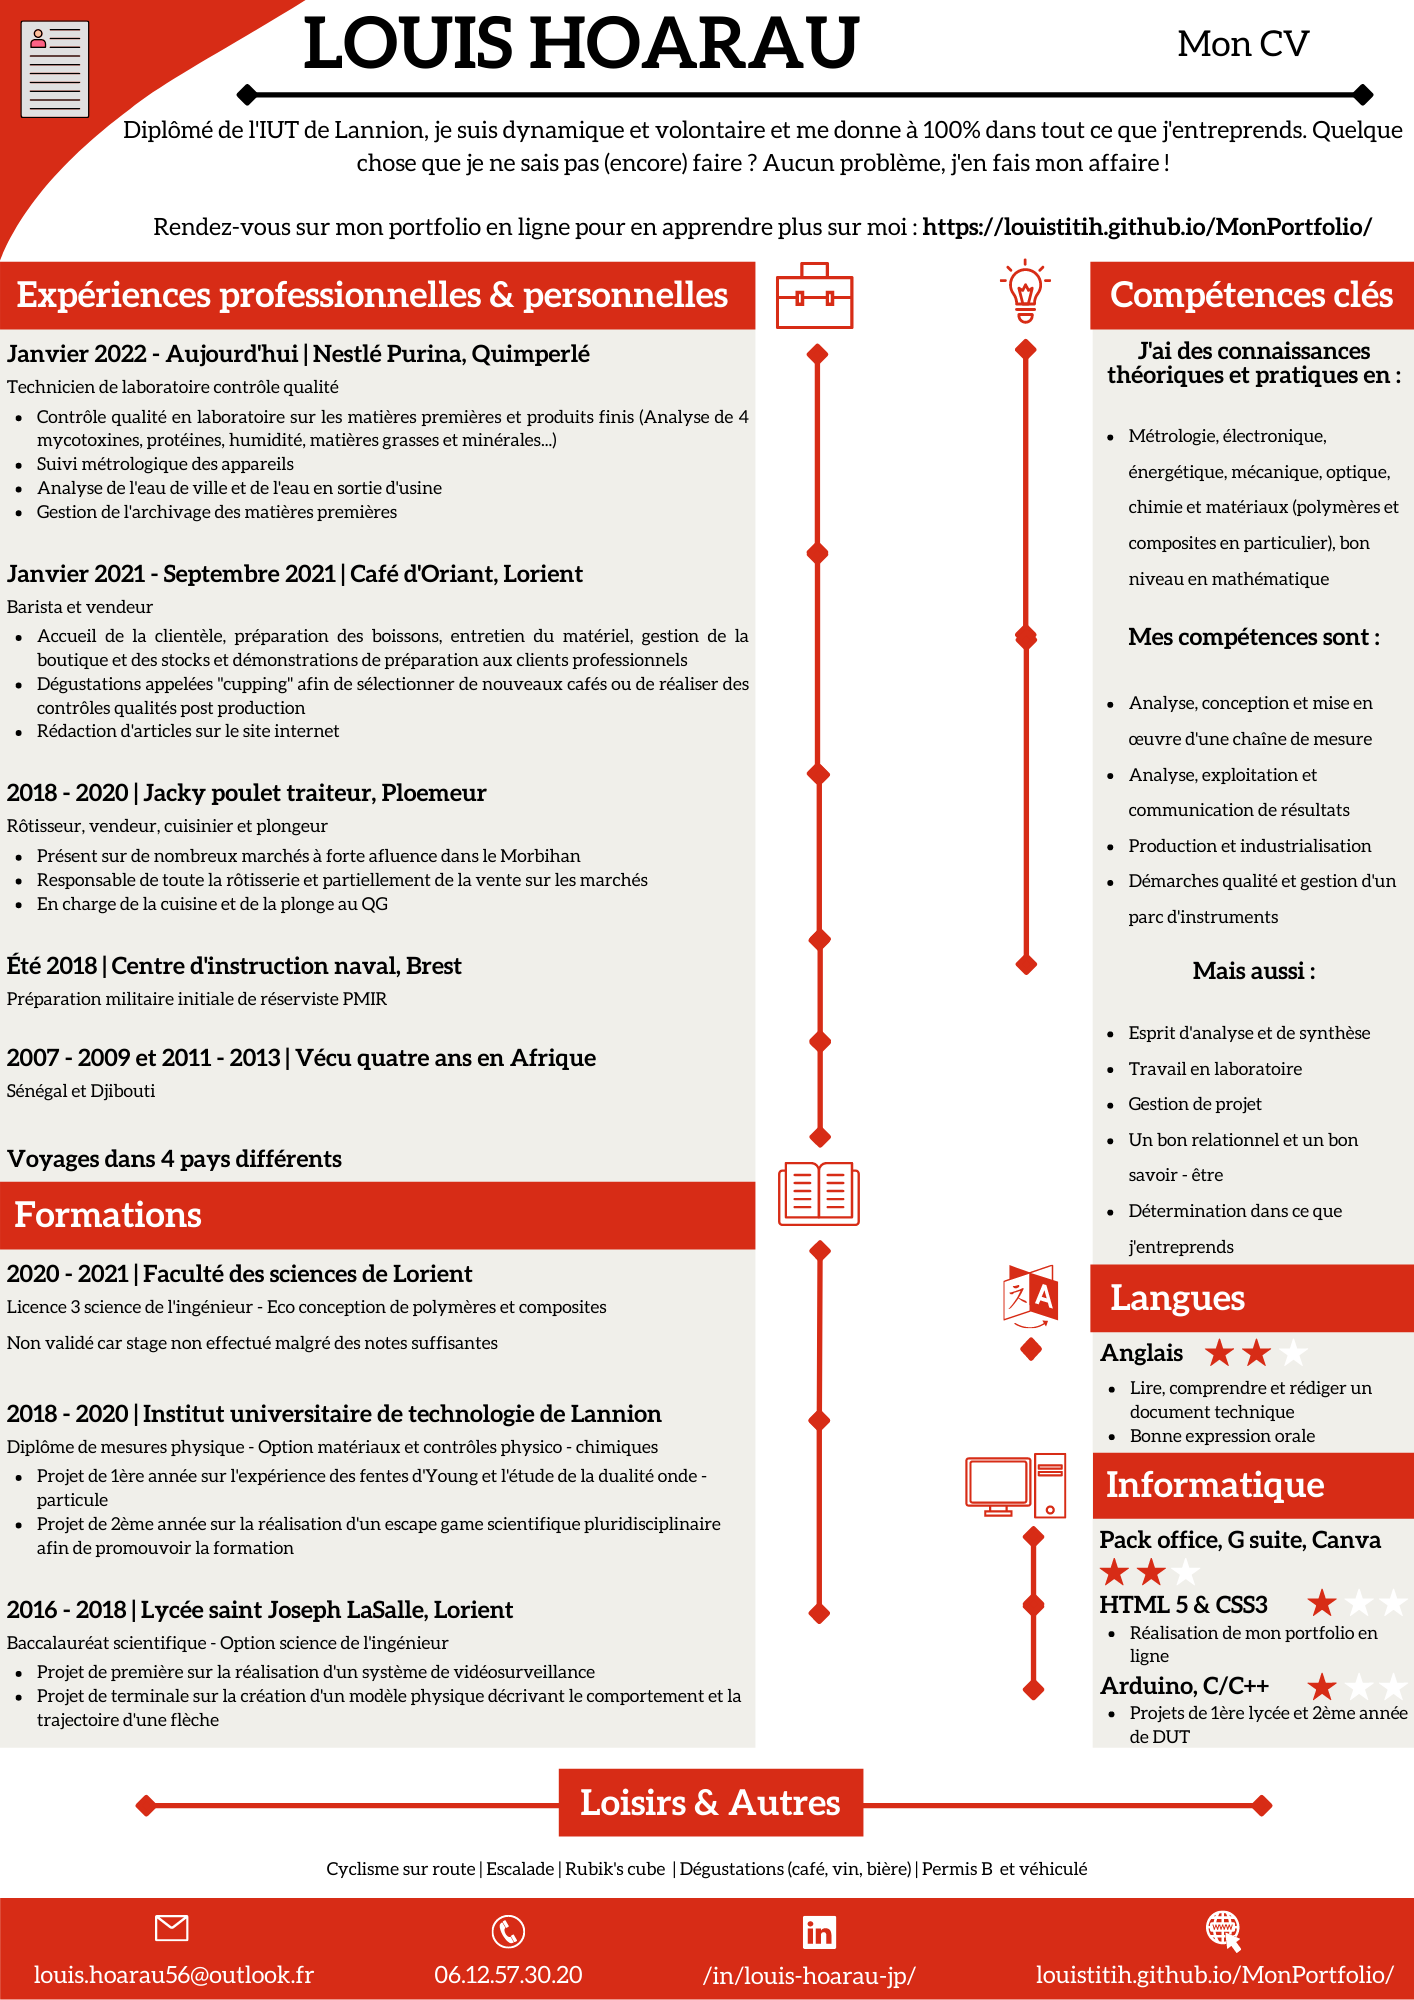 LOUIS HOARAU
Mon CV
Diplômé de l'IUT de Lannion, je suis dynamique et volontaire et me donne à 100% dans tout ce que j'entreprends. Quelque
chose que je ne sais pas (encore) faire ? Aucun problème, j'en fais mon affaire !
Rendez-vous sur mon portfolio en ligne pour en apprendre plus sur moi : https://louistitih.github.io/MonPortfolio/
Expériences professionnelles & personnelles
Janvier 2022 - Aujourd'hui | Nestlé Purina, Quimperlé
Technicien de laboratoire contrôle qualité
• Contrôle qualité en laboratoire sur les matières premières et produits finis (Analyse de 4
mycotoxines, protéines, humidité, matières grasses et minérales...)
• Suivi métrologique des appareils
• Analyse de l'eau de ville et de l'eau en sortie d'usine
• Gestion de l'archivage des matières premières
Janvier 2021 - Septembre 2021 | Café d'Oriant, Lorient
Barista et vendeur
• Accueil de la clientèle, préparation des boissons, entretien du matériel, gestion de la
boutique et des stocks et démonstrations de préparation aux clients professionnels
• Dégustations appelées "cupping" afin de sélectionner de nouveaux cafés ou de réaliser des
contrôles qualités post production
• Rédaction d'articles sur le site internet
2018 - 2020 | Jacky poulet traiteur, Ploemeur
Rôtisseur, vendeur, cuisinier et plongeur
• Présent sur de nombreux marchés à forte afluence dans le Morbihan
• Responsable de toute la rôtisserie et partiellement de la vente sur les marchés
• En charge de la cuisine et de la plonge au QG
Été 2018 | Centre d'instruction naval, Brest
Préparation militaire initiale de réserviste PMIR
2007 - 2009 et 2011 - 2013 | Vécu quatre ans en Afrique
Sénégal et Djibouti
Voyages dans 4 pays différents
Formations
2020 - 2021 | Faculté des sciences de Lorient
Licence 3 science de l'ingénieur - Eco conception de polymères et composites
Non validé car stage non effectué malgré des notes suffisantes
2018 - 2020 | Institut universitaire de technologie de Lannion
Diplôme de mesures physique - Option matériaux et contrôles physico - chimiques
• Projet de 1ère année sur l'expérience des fentes d'Young et l'étude de la dualité onde -
particule
• Projet de 2ème année sur la réalisation d'un escape game scientifique pluridisciplinaire
afin de promouvoir la formation
2016 - 2018 | Lycée saint Joseph LaSalle, Lorient
Baccalauréat scientifique - Option science de l'ingénieur
• Projet de première sur la réalisation d'un système de vidéosurveillance
• Projet de terminale sur la création d'un modèle physique décrivant le comportement et la
trajectoire d'une flèche
Compétences clés
J'ai des connaissances
théoriques et pratiques en :
• Métrologie, électronique,
énergétique, mécanique, optique,
chimie et matériaux (polymères et
composites en particulier), bon
niveau en mathématique
Mes compétences sont :
• Analyse, conception et mise en
œuvre d'une chaîne de mesure
• Analyse, exploitation et
communication de résultats
• Production et industrialisation
• Démarches qualité et gestion d'un
parc d'instruments
Mais aussi :
• Esprit d'analyse et de synthèse
• Travail en laboratoire
• Gestion de projet
• Un bon relationnel et un bon
savoir - être
• Détermination dans ce que
j'entreprends
Langues
Anglais
• Lire, comprendre et rédiger un
document technique
• Bonne expression orale
Informatique
Pack office, G suite, Canva
HTML 5 & CSS3
• Réalisation de mon portfolio en
ligne
Arduino, C/C++
• Projets de 1ère lycée et 2ème année
de DUT
Loisirs & Autres
Cyclisme sur route | Escalade | Rubik's cube | Dégustations (café, vin, bière) | Permis B et véhiculé
louis.hoarau56@outlook.fr
06.12.57.30.20
/in/louis-hoarau-jp/
louistitih.github.io/MonPortfolio/